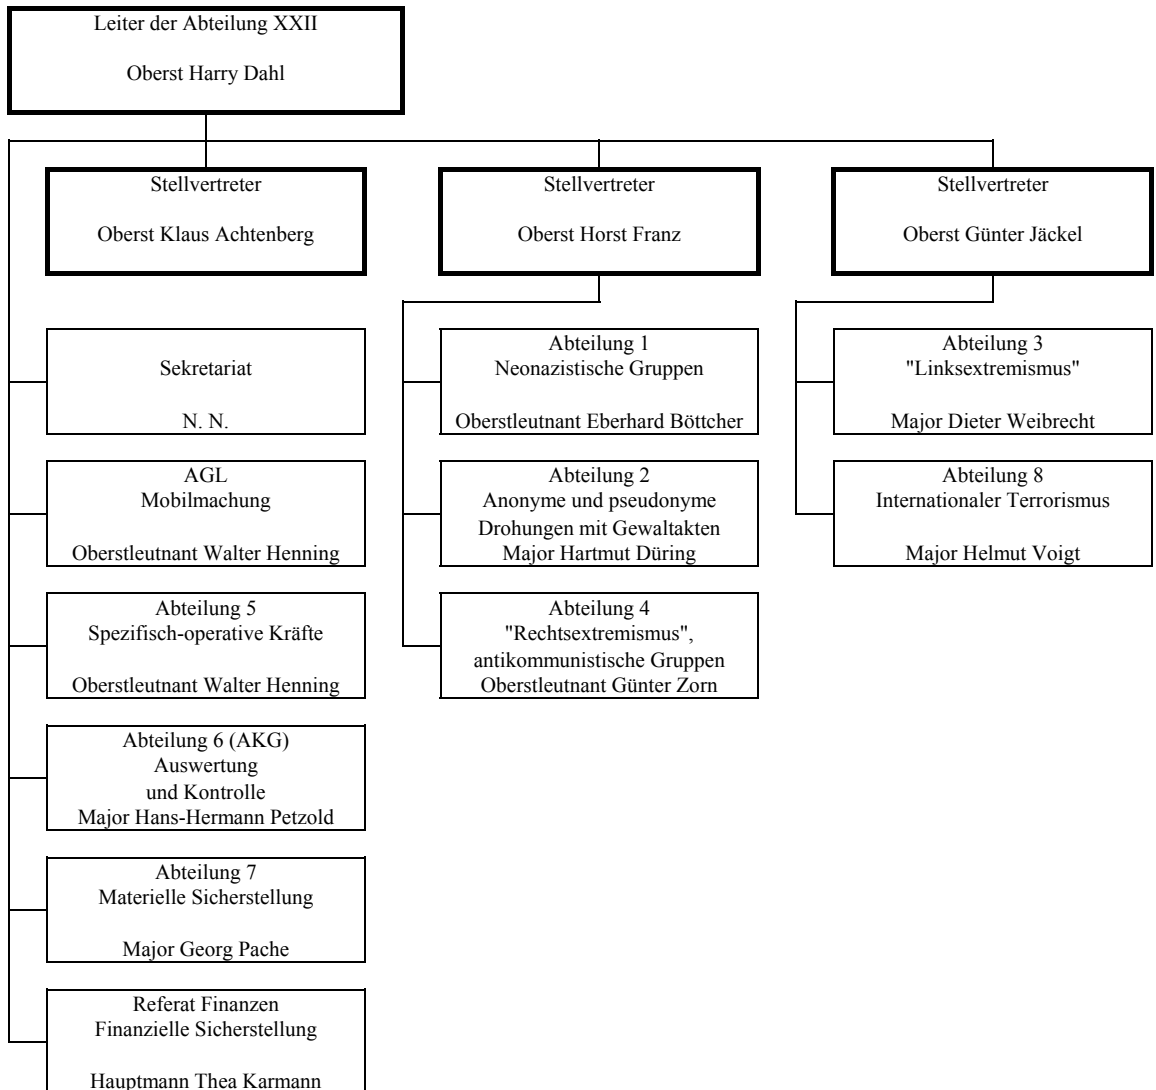 Leiter der Abteilung XXII
Oberst Harry Dahl
Stellvertreter
Oberst Klaus Achtenberg
Stellvertreter
Oberst Horst Franz
Stellvertreter
Oberst Günter Jäckel
Sekretariat
N. N.
AGL
Mobilmachung
Oberstleutnant Walter Henning
Abteilung 5
Spezifisch-operative Kräfte
Oberstleutnant Walter Henning
Abteilung 6 (AKG)
Auswertung
und Kontrolle
Major Hans-Hermann Petzold
Abteilung 7
Materielle Sicherstellung
Major Georg Pache
Referat Finanzen
Finanzielle Sicherstellung
Hauptmann Thea Karmann
Abteilung 1
Neonazistische Gruppen
Oberstleutnant Eberhard Böttcher
Abteilung 2
Anonyme und pseudonyme
Drohungen mit Gewaltakten
Major Hartmut Düring
Abteilung 4
"Rechtsextremismus",
antikommunistische Gruppen
Oberstleutnant Günter Zorn
Abteilung 3
"Linksextremismus"
Major Dieter Weibrecht
Abteilung 8
Internationaler Terrorismus
Major Helmut Voigt